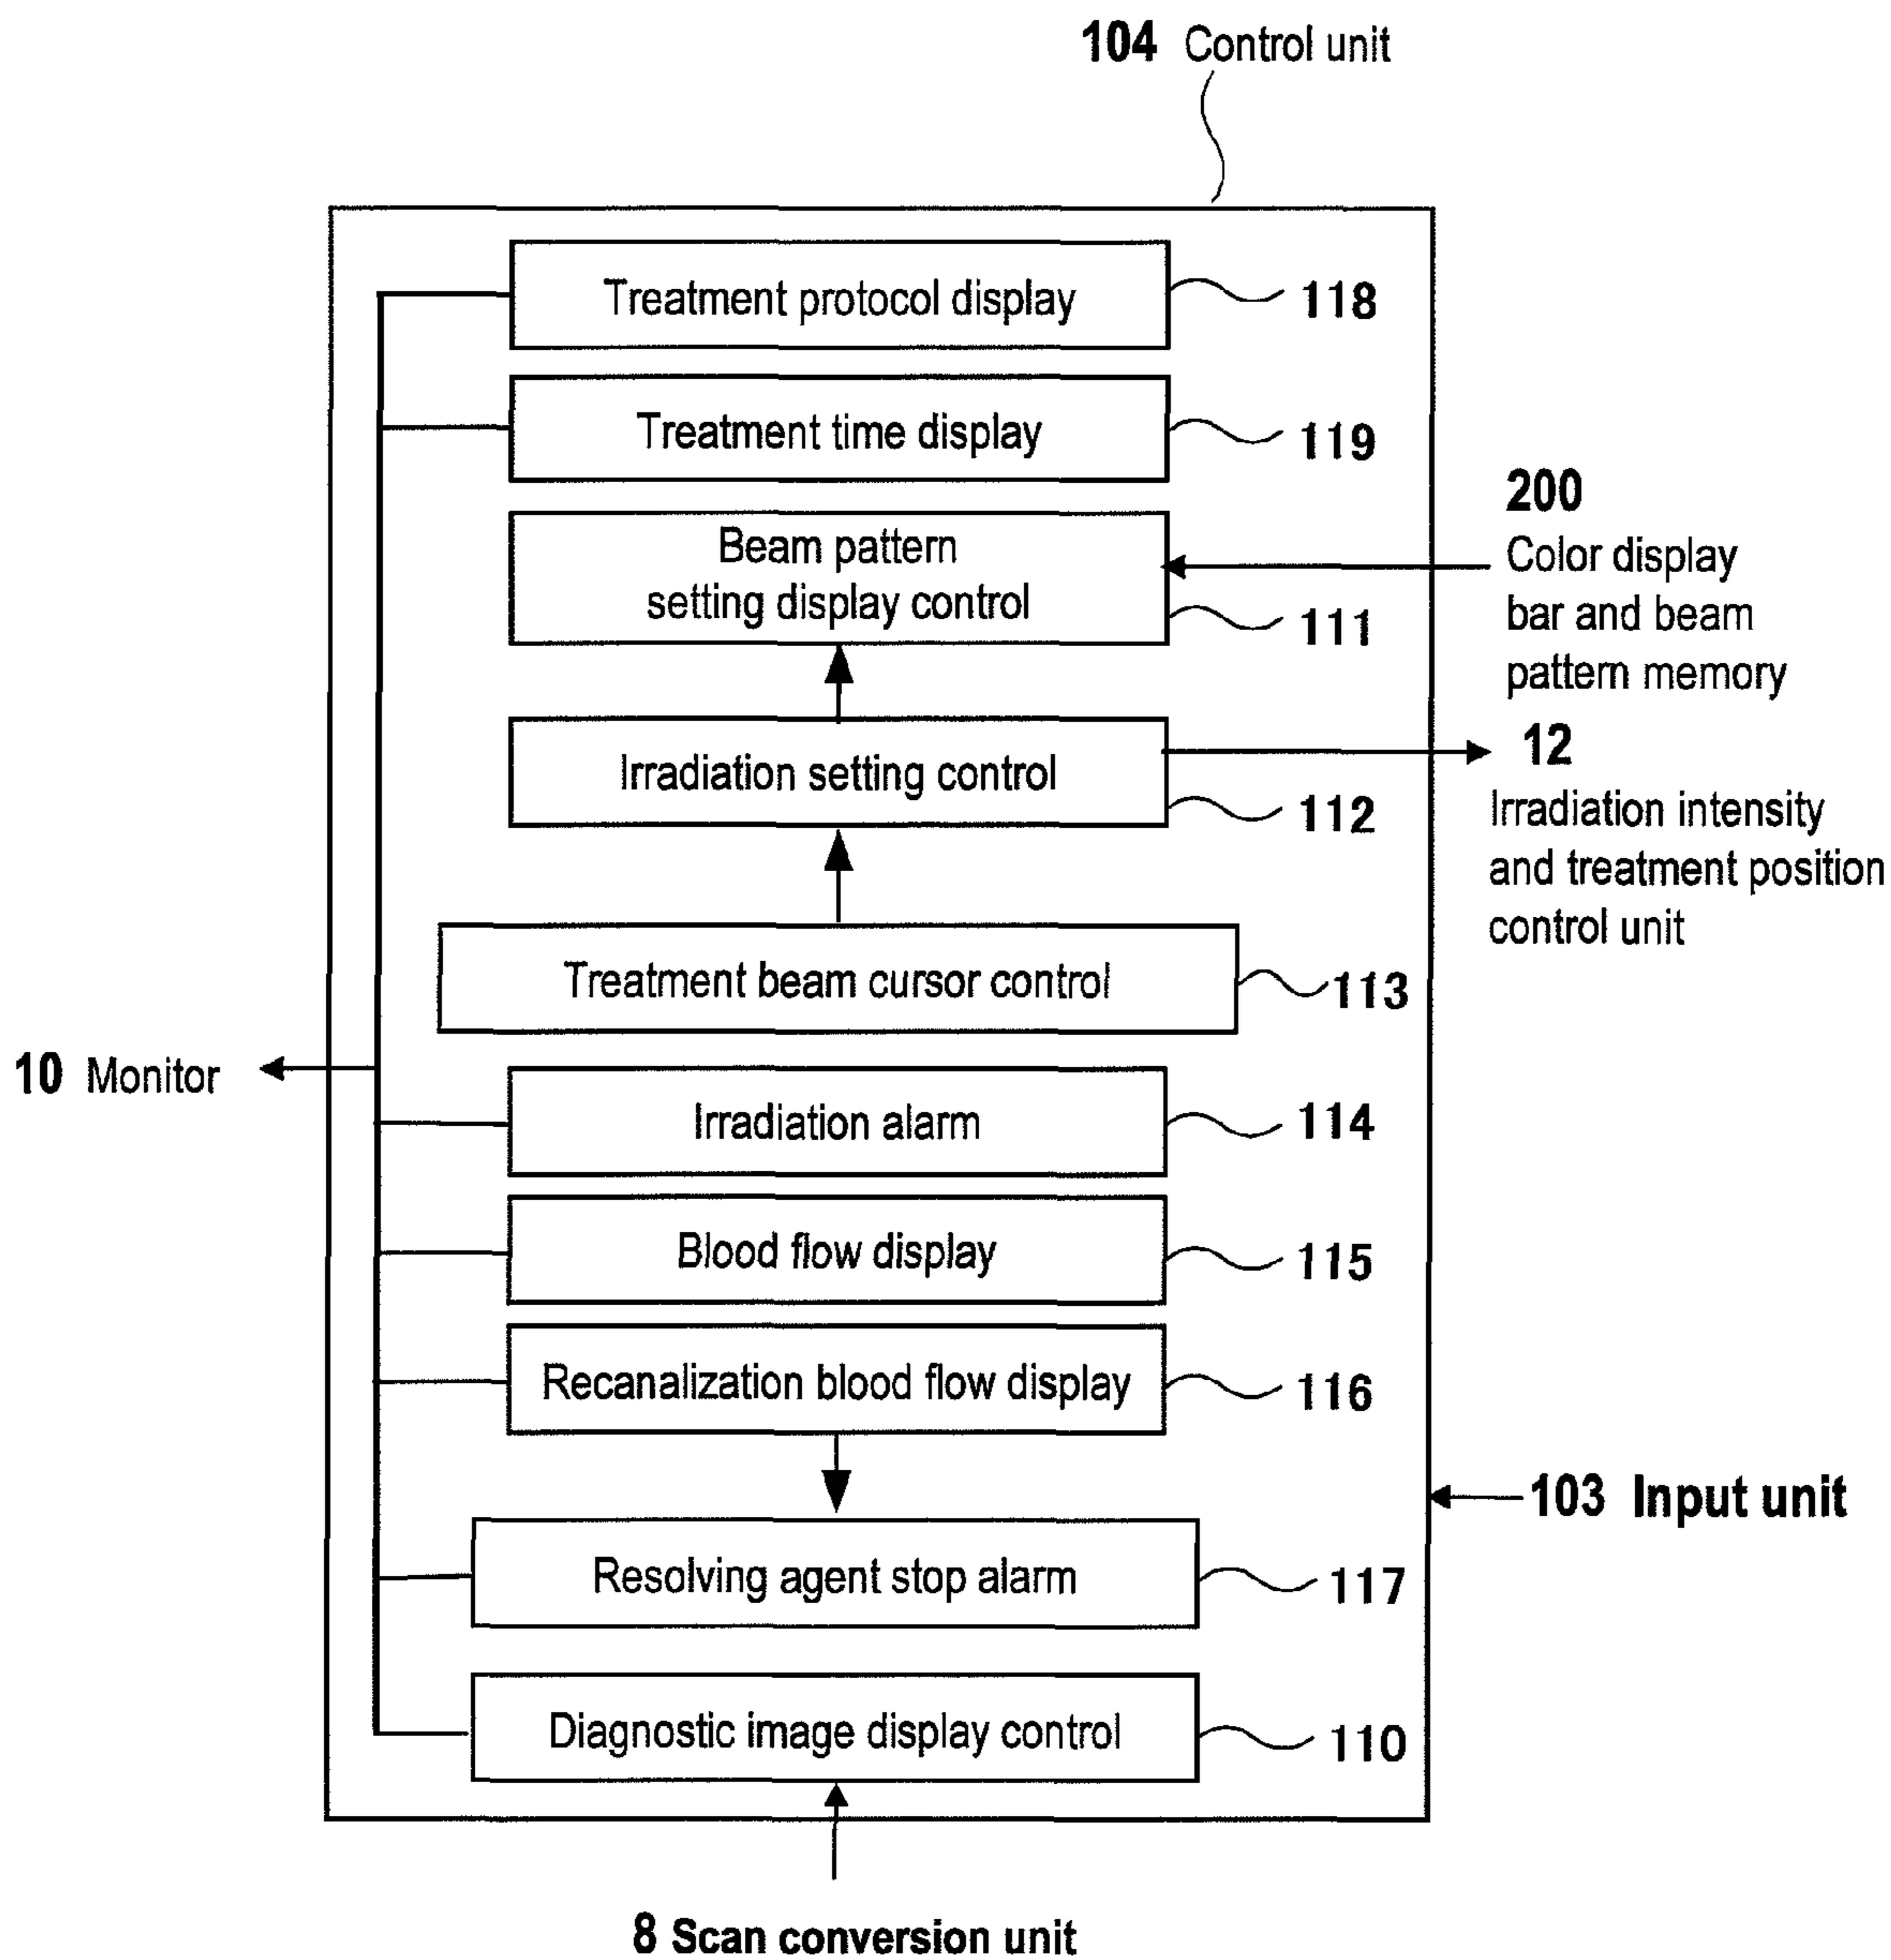 104 Control unit
Treatment protocol display
118
Treatment time display
119
Beam pattern
setting display control
111
200
Color display
bar and beam
pattern memory
Irradiation setting control
112
12
Irradiation intensity
and treatment position
control unit
Treatment beam cursor control
113
10 Monitor
Irradiation alarm
114
Blood flow display
115
Recanalization blood flow display
116
103 Input unit
Resolving agent stop alarm
117
Diagnostic image display control
110
8 Scan conversion unit